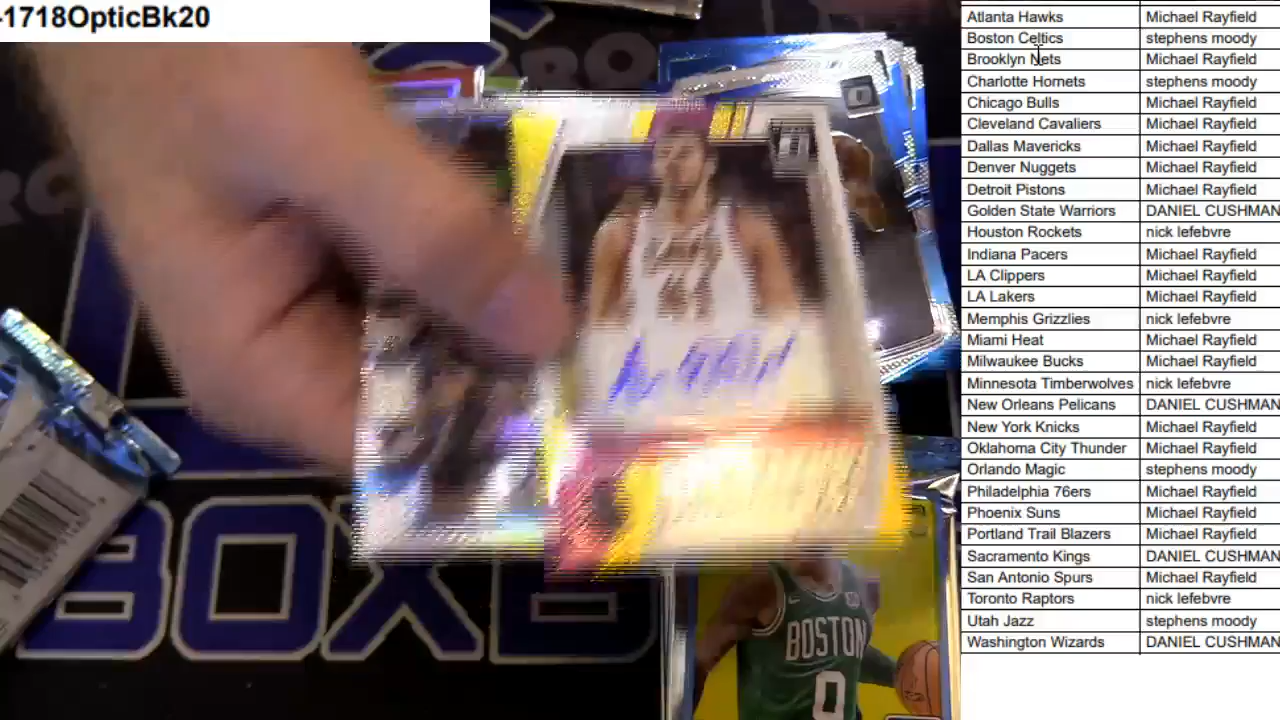 -1718OpticBk20
Atlanta Hawks Michael Rayfield
Boston Celtics stephens moody
Brooklyn Nets Michael Rayfield
Charlotte Hornets stephens moody
Chicago Bulls Michael Rayfield
Cleveland Cavaliers Michael Rayfield
Dallas Mavericks Michael Rayfield
Denver Nuggets Michael Rayfield
Detroit Pistons Michael Rayfield
Golden State Warriors DANIEL CUSHMAN
Houston Rockets nick lefebvre
Indiana Pacers Michael Rayfield
LA Clippers Michael Rayfield
LA Lakers Michael Rayfield
Memphis Grizzlies nick lefebvre
Miami Heat Michael Rayfield
Milwaukee Bucks Michael Rayfield
Minnesota Timberwolves nick lefebvre
New Orleans Pelicans DANIEL CUSHMAN
New York Knicks Michael Rayfield
Oklahoma City Thunder Michael Rayfield
Orlando Magic stephens moody
Philadelphia 76ers Michael Rayfield
Phoenix Suns Michael Rayfield
Portland Trail Blazers Michael Rayfield
Sacramento Kings DANIEL CUSHMAN
San Antonio Spurs Michael Rayfield
Toronto Raptors nick lefebvre
Utah Jazz stephens moody
Washington Wizards DANIEL CUSHMAN
BOSTON
0